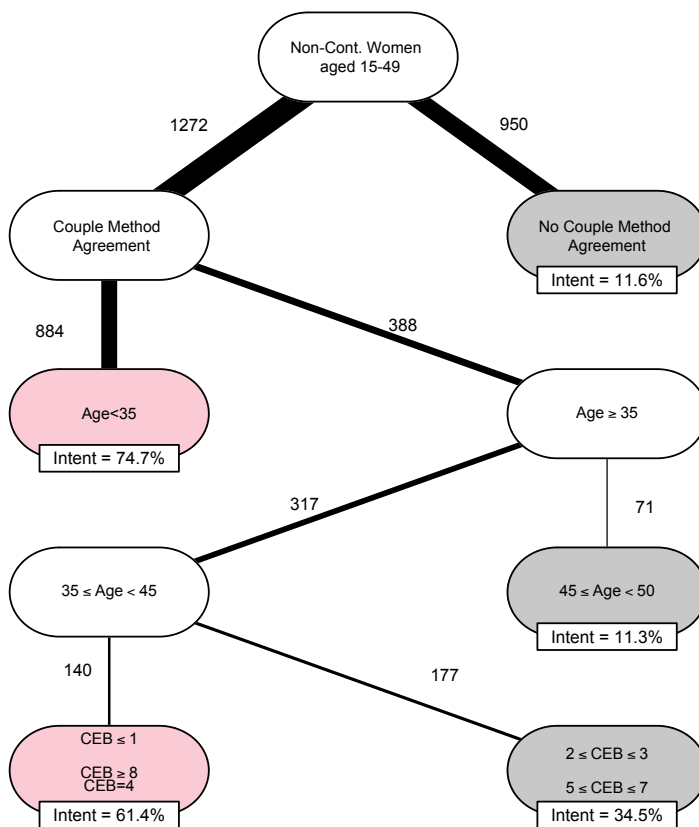 Non-Cont. Women
aged 15-49
1272
950
Couple Method
Agreement
No Couple Method
Agreement
Intent = 11.6%
884
388
Age<35
Intent = 74.7%
Age ≥ 35
317
71
35 ≤ Age < 45
45 ≤ Age < 50
Intent = 11.3%
140
177
CEB ≤ 1
CEB ≥ 8
CEB=4
Intent = 61.4%
2 ≤ CEB ≤ 3
5 ≤ CEB ≤ 7
Intent = 34.5%